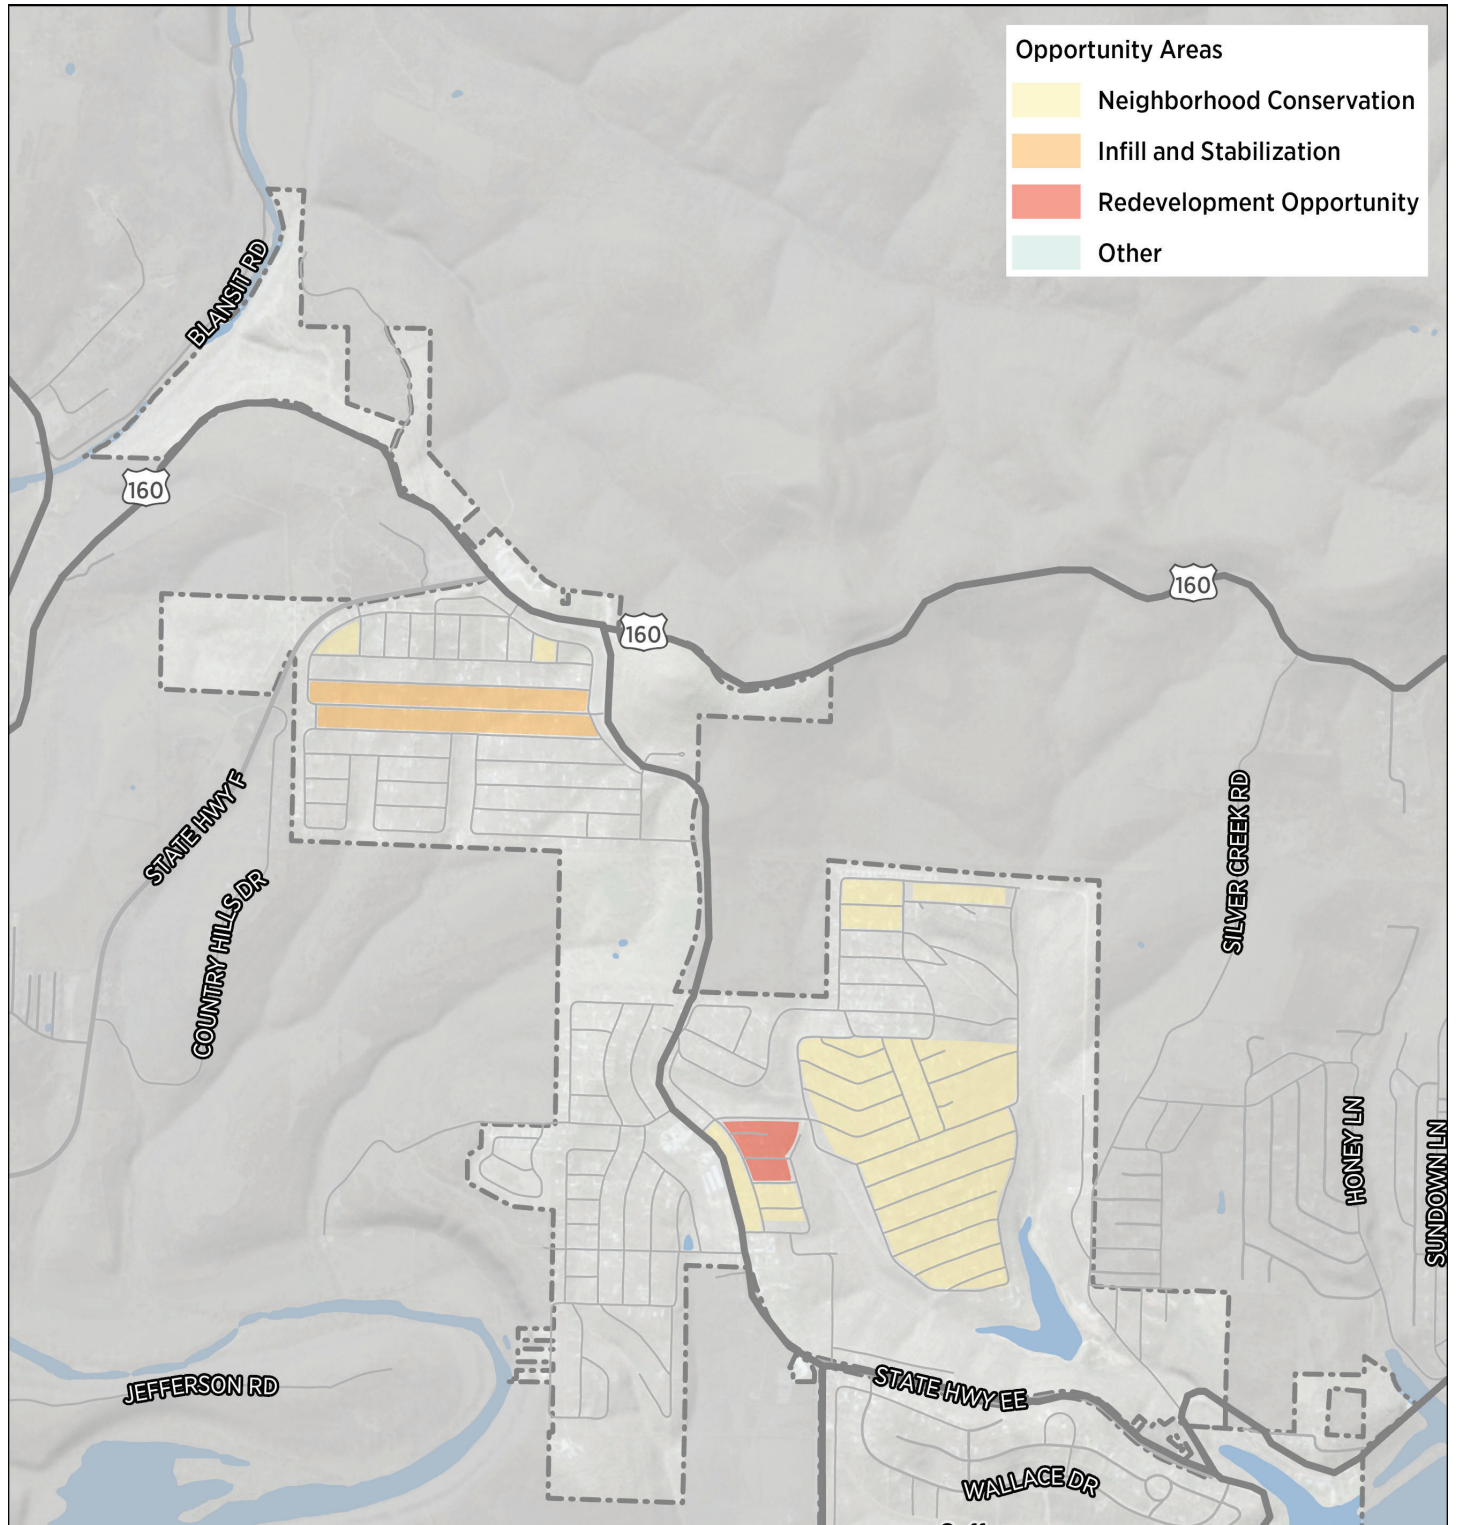 Opportunity Areas
Neighborhood Conservation
Infill and Stabilization
Redevelopment Opportunity
Other
BLANSIT RD
160
160
160
STATE HWY F
COUNTRY HILLS DR
SILVER CREEK RD
HONEY LN
SUNDOWN LN
JEFFERSON RD
STATE HWY EE
WALLACE DR